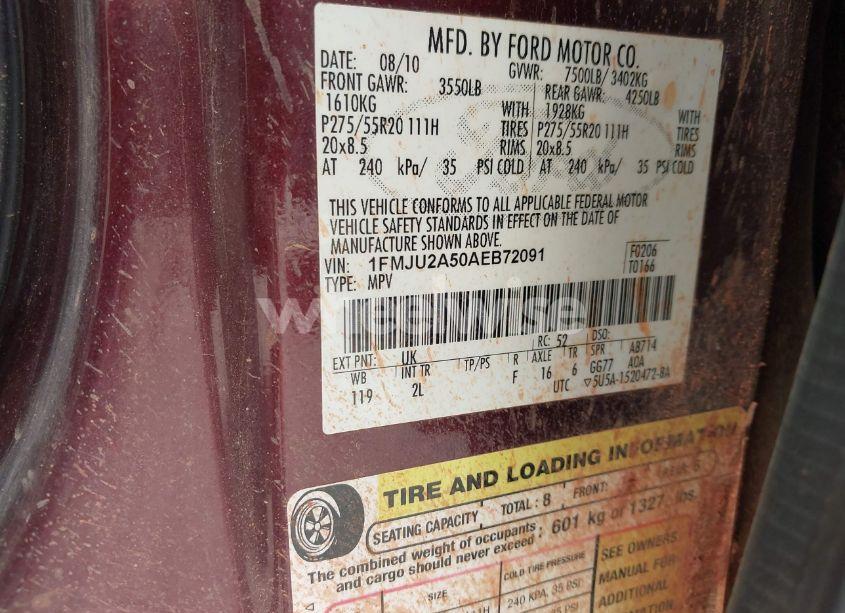 MFD. BY FORD MOTOR CO.
DATE: 08/10 GVWR: 7500LB/ 3402KG
FRONT GAWR: 3550LB REAR GAWR: 4250LB
1610KG WITH 1928KG WITH
P275/55R20 111H TIRES P275/55R20 111H TIRES
20x8.5 RIMS 20x8.5 RIMS
AT 240 kPa/ 35 PSI COLD AT 240 kPa/ 35 PSI COLD
THIS VEHICLE CONFORMS TO ALL APPLICABLE FEDERAL MOTOR
VEHICLE SAFETY STANDARDS IN EFFECT ON THE DATE OF
MANUFACTURE SHOWN ABOVE.
VIN: 1FMJU2A50AEB72091 F0206
TYPE: MPV T0166
EXT PNT: UK RC: 52 DSO:
WB INT TR TP/PS R AXLE TR SPR AB714
119 2L F 16 6 GG77 A0A
UTC ▽5U5A-1520472-BA
TIRE AND LOADING INFORMATION
SEATING CAPACITY TOTAL : 8 FRONT:
The combined weight of occupants and cargo should never exceed : 601 kg or 1327 lbs.
SIZE COLD TIRE PRESSURE SEE OWNERS
240 KPA, 35 PSI MANUAL FOR
ADDITIONAL